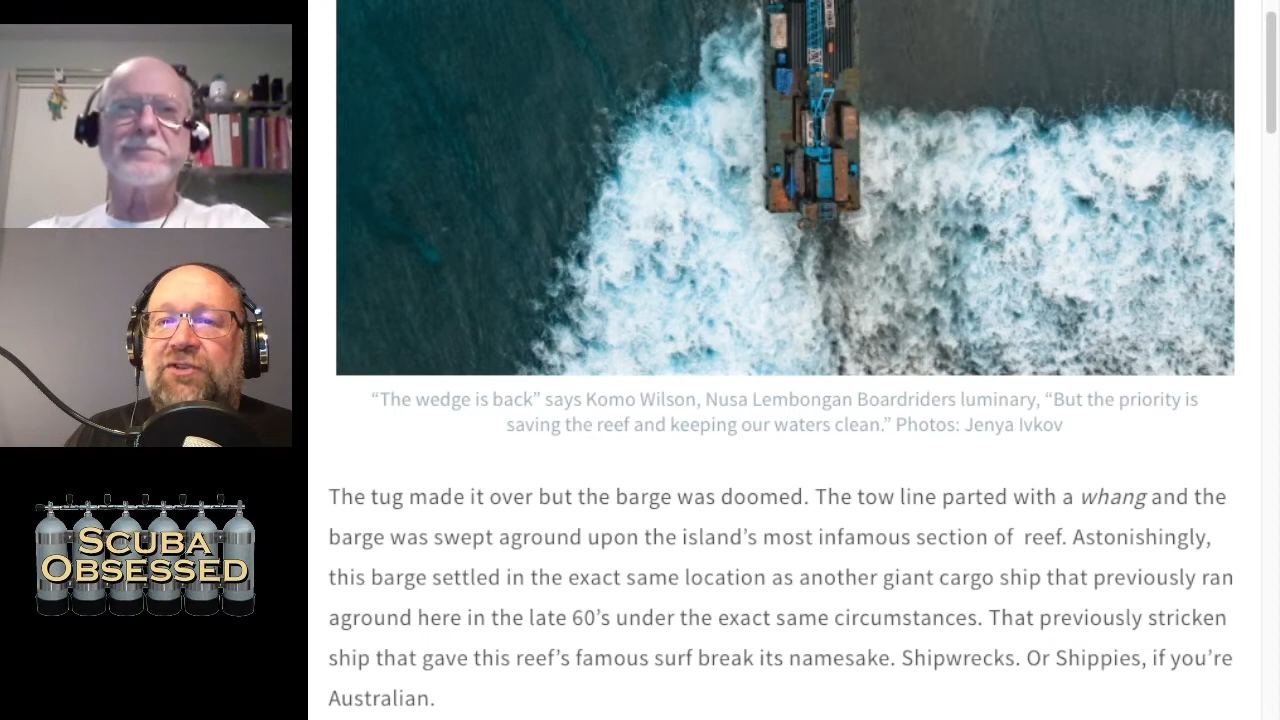 “The wedge is back” says Komo Wilson, Nusa Lembongan Boardriders luminary, “But the priority is
saving the reef and keeping our waters clean.” Photos: Jenya Ivkov
The tug made it over but the barge was doomed. The tow line parted with a whang and the
barge was swept aground upon the island’s most infamous section of  reef. Astonishingly,
this barge settled in the exact same location as another giant cargo ship that previously ran
aground here in the late 60’s under the exact same circumstances. That previously stricken
ship that gave this reef’s famous surf break its namesake. Shipwrecks. Or Shippies, if you’re
Australian.
SCUBA
OBSESSED